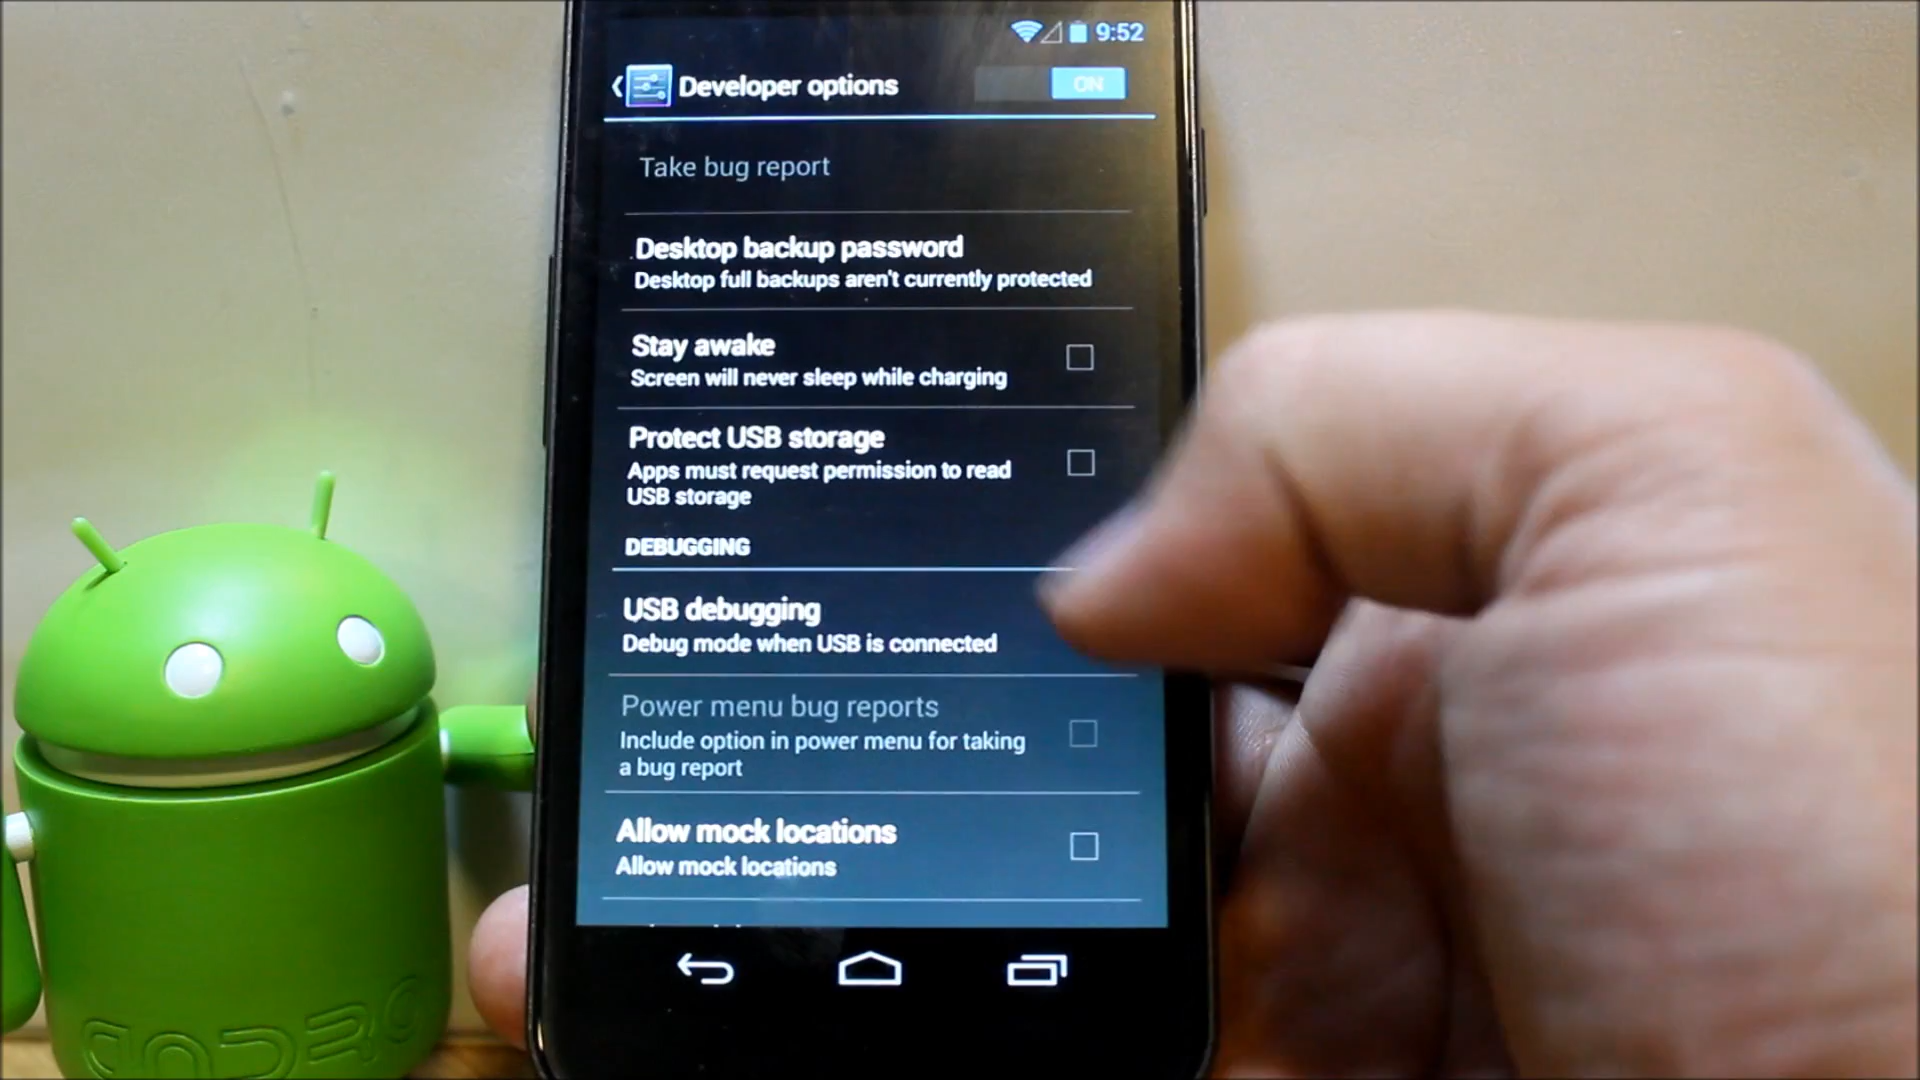 9:52
Developer options
ON
Take bug report
Desktop backup password
Desktop full backups aren't currently protected
Stay awake
Screen will never sleep while charging
Protect USB storage
Apps must request permission to read
USB storage
DEBUGGING
USB debugging
Debug mode when USB is connected
Power menu bug reports
Include option in power menu for taking
a bug report
Allow mock locations
Allow mock locations